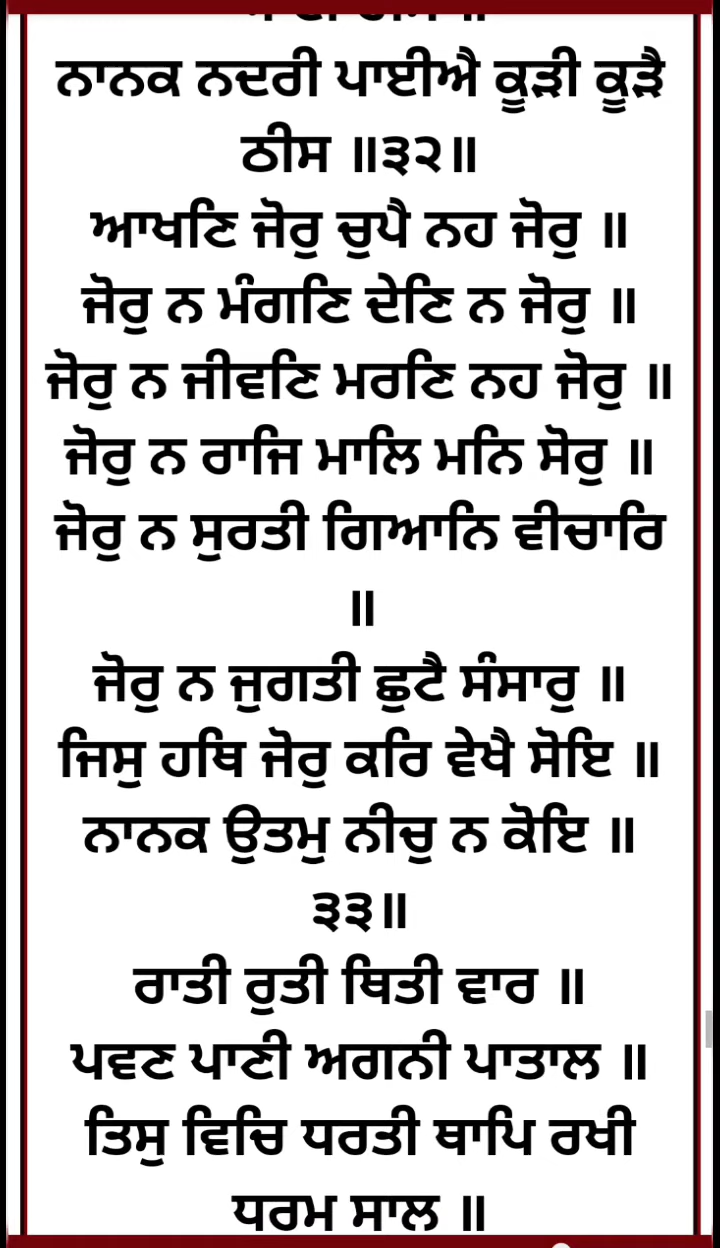 ਨਾਨਕ ਨਦਰੀ ਪਾਈਐ ਕੂੜੀ ਕੂੜੈ
ਠੀਸ ॥੩੨॥
ਆਖਣਿ ਜੋਰੁ ਚੁਪੈ ਨਹ ਜੋਰੁ ॥
ਜੋਰੁ ਨ ਮੰਗਣਿ ਦੇਣਿ ਨ ਜੋਰੁ ॥
ਜੋਰੁ ਨ ਜੀਵਣਿ ਮਰਣਿ ਨਹ ਜੋਰੁ ॥
ਜੋਰੁ ਨ ਰਾਜਿ ਮਾਲਿ ਮਨਿ ਸੋਰੁ ॥
ਜੋਰੁ ਨ ਸੁਰਤੀ ਗਿਆਨਿ ਵੀਚਾਰਿ
॥
ਜੋਰੁ ਨ ਜੁਗਤੀ ਛੁਟੈ ਸੰਸਾਰੁ ॥
ਜਿਸੁ ਹਥਿ ਜੋਰੁ ਕਰਿ ਵੇਖੈ ਸੋਇ ॥
ਨਾਨਕ ਉਤਮੁ ਨੀਚੁ ਨ ਕੋਇ ॥
੩੩॥
ਰਾਤੀ ਰੁਤੀ ਥਿਤੀ ਵਾਰ ॥
ਪਵਣ ਪਾਣੀ ਅਗਨੀ ਪਾਤਾਲ ॥
ਤਿਸੁ ਵਿਚਿ ਧਰਤੀ ਥਾਪਿ ਰਖੀ
ਧਰਮ ਸਾਲ ॥